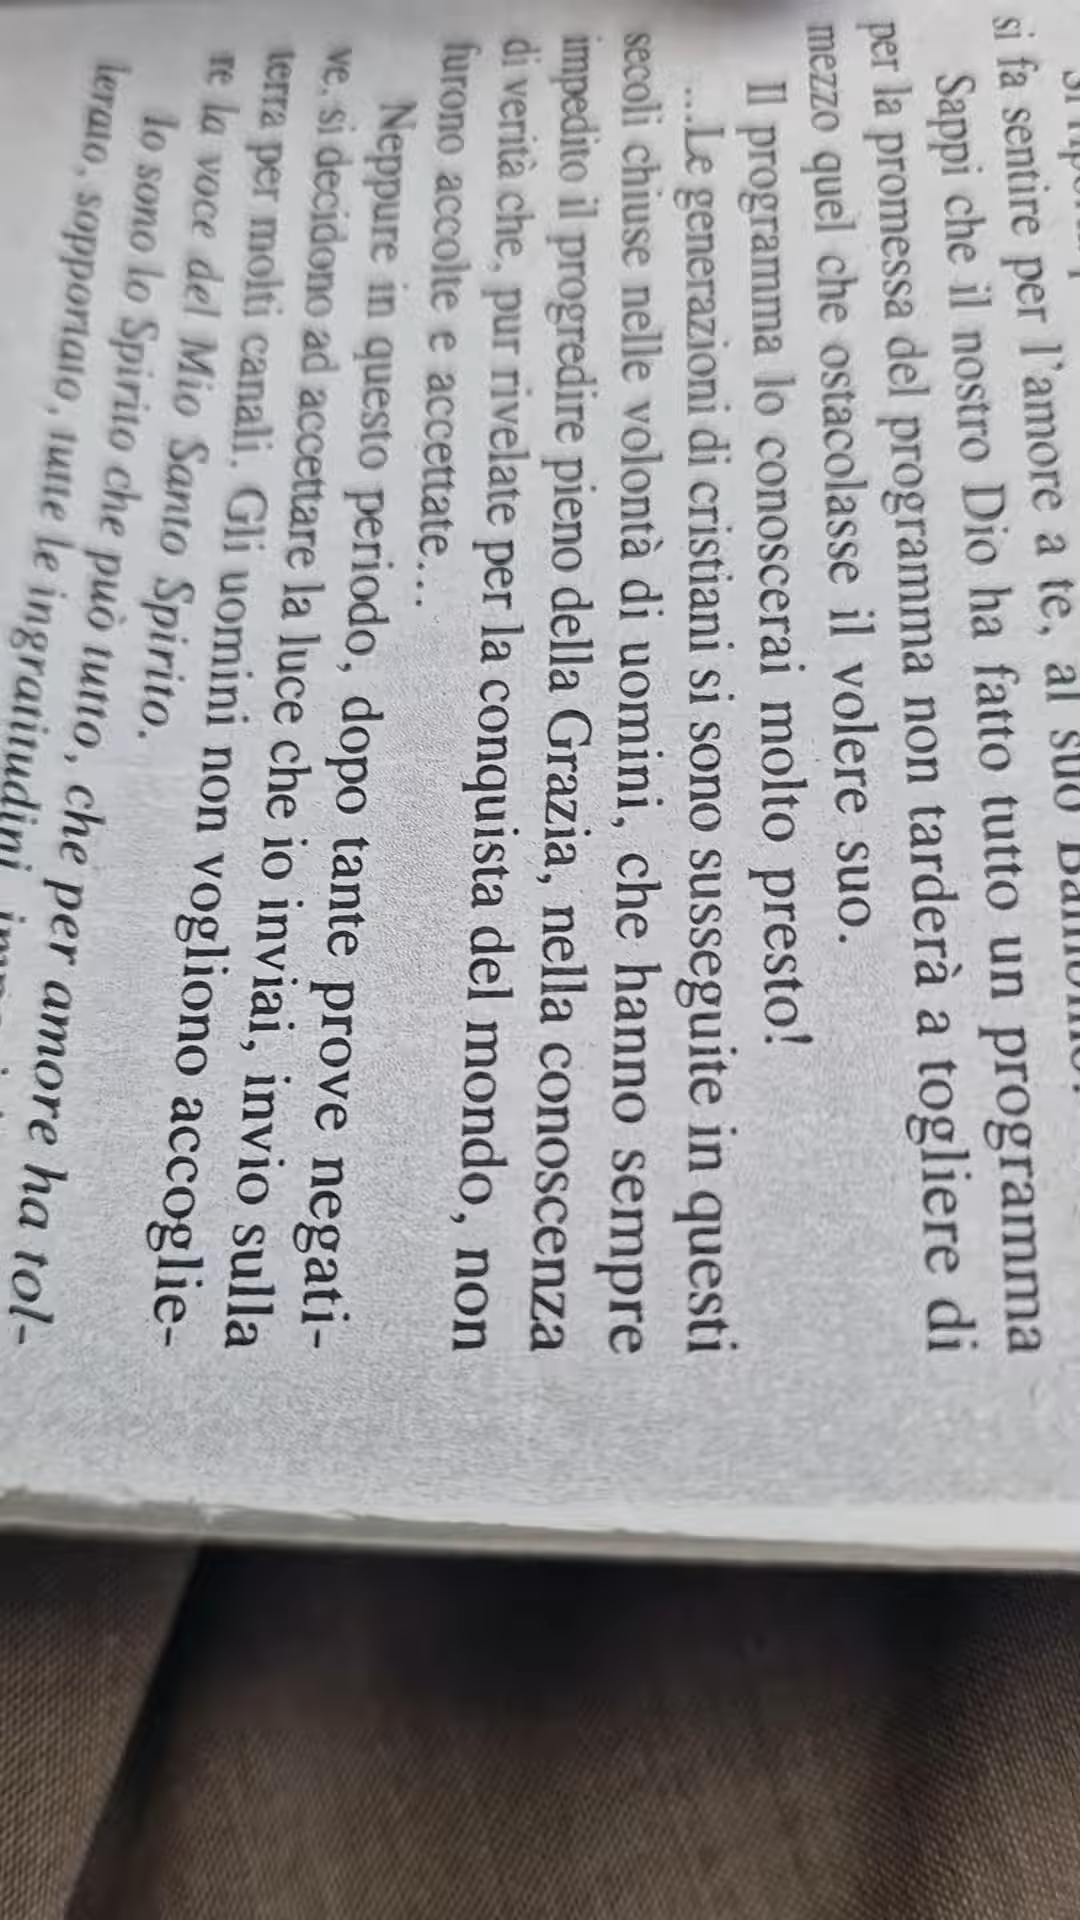 si fa sentire per l'amore a te, al suo
Sappi che il nostro Dio ha fatto tutto un programma
per la promessa del programma non tarderà a togliere di
mezzo quel che ostacolasse il volere suo.
Il programma lo conoscerai molto presto!
...Le generazioni di cristiani si sono susseguite in questi
secoli chiuse nelle volontà di uomini, che hanno sempre
impedito il progredire pieno della Grazia, nella conoscenza
di verità che, pur rivelate per la conquista del mondo, non
furono accolte e accettate...
Neppure in questo periodo, dopo tante prove negati-
ve, si decidono ad accettare la luce che io inviai, invio sulla
terra per molti canali. Gli uomini non vogliono accoglie-
re la voce del Mio Santo Spirito.
Io sono lo Spirito che può tutto, che per amore ha tol-
lerato, sopportato, tutte le ingratitudini